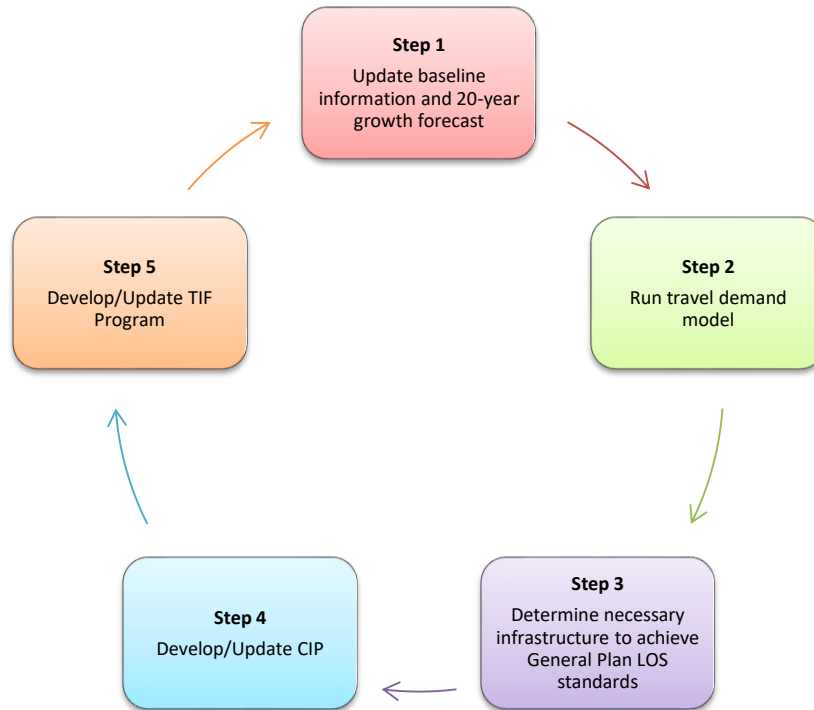 Step 1
Update baseline
information and 20-year
growth forecast
Step 2
Run travel demand
model
Step 3
Determine necessary
infrastructure to achieve
General Plan LOS
standards
Step 4
Develop/Update CIP
Step 5
Develop/Update TIF
Program